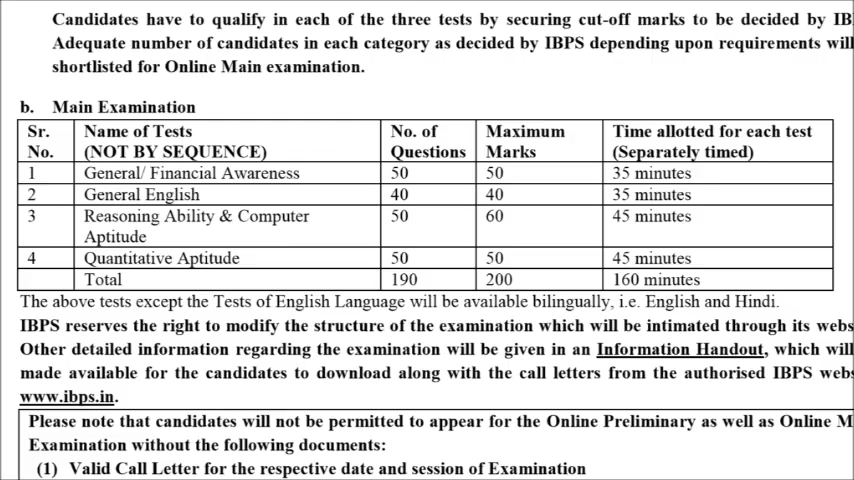 Candidates have to qualify in each of the three tests by securing cut-off marks to be decided by IB
Adequate number of candidates in each category as decided by IBPS depending upon requirements will
shortlisted for Online Main examination.
b. Main Examination
Sr. No. Name of Tests (NOT BY SEQUENCE) No. of Questions Maximum Marks Time allotted for each test (Separately timed)
1 General/ Financial Awareness 50 50 35 minutes
2 General English 40 40 35 minutes
3 Reasoning Ability & Computer Aptitude 50 60 45 minutes
4 Quantitative Aptitude 50 50 45 minutes
Total 190 200 160 minutes
The above tests except the Tests of English Language will be available bilingually, i.e. English and Hindi.
IBPS reserves the right to modify the structure of the examination which will be intimated through its webs
Other detailed information regarding the examination will be given in an Information Handout, which will
made available for the candidates to download along with the call letters from the authorised IBPS webs
www.ibps.in.
Please note that candidates will not be permitted to appear for the Online Preliminary as well as Online M
Examination without the following documents:
(1) Valid Call Letter for the respective date and session of Examination